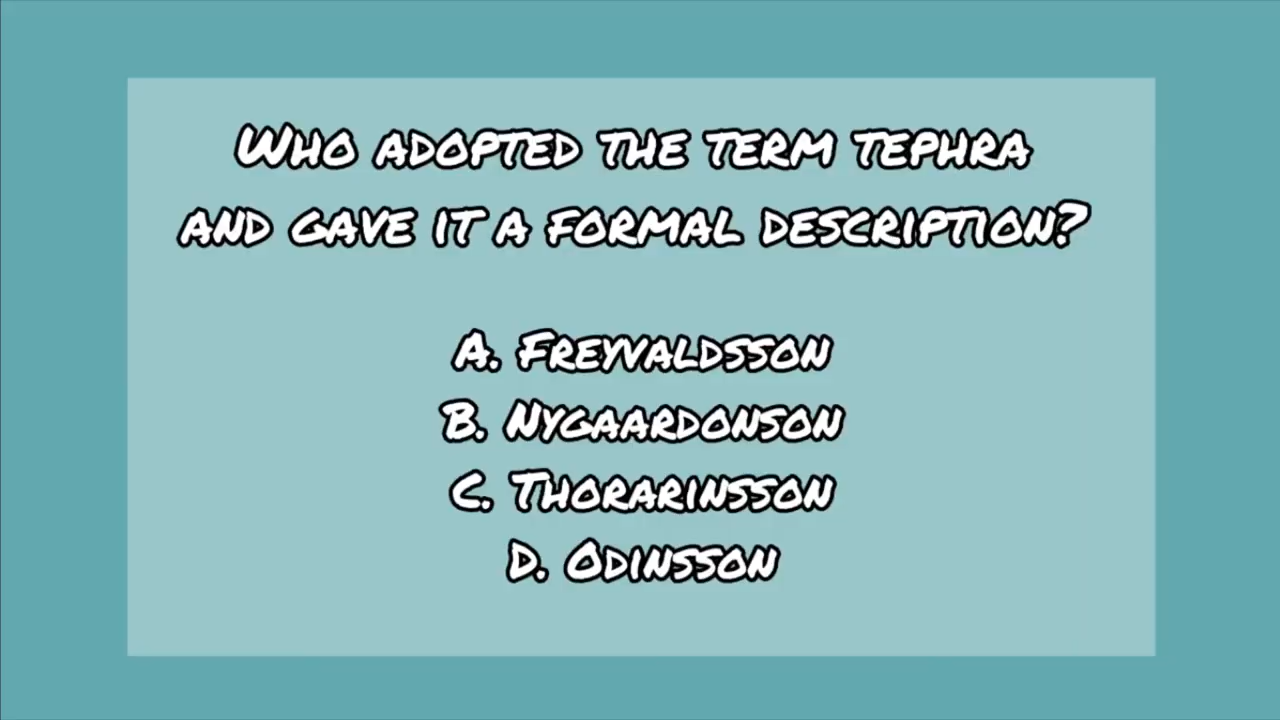 Who adopted the term tephra
and gave it a formal description?
A. Freyvaldsson
B. Nygaardonson
C. Thorarinsson
D. Odinsson